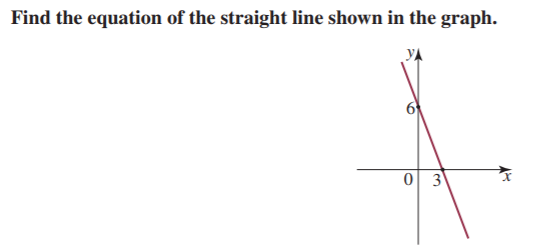 Find the equation of the straight line shown in the graph.
y
6
0 3 x